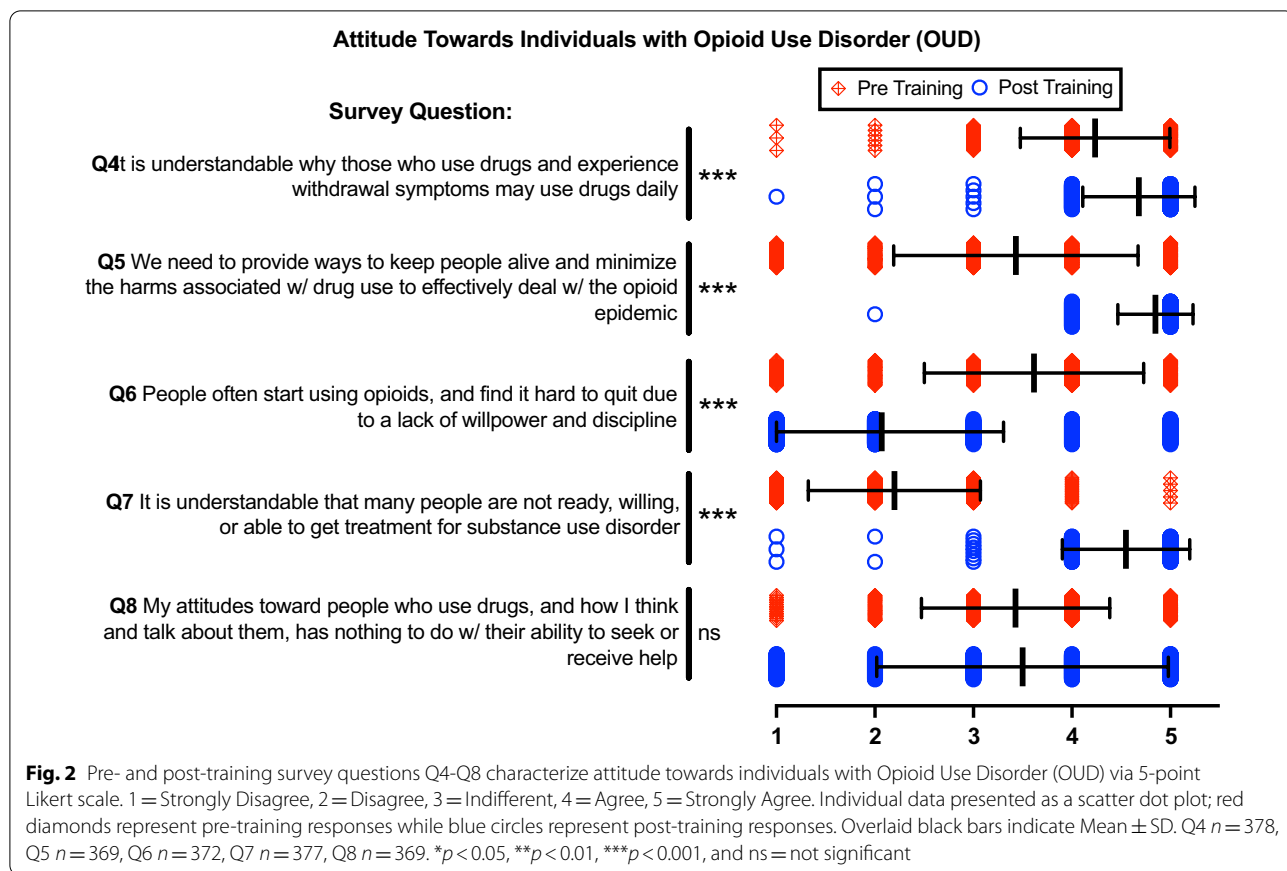 Attitude Towards Individuals with Opioid Use Disorder (OUD)
Pre Training Post Training
Survey Question:
Q4t is understandable why those who use drugs and experience
withdrawal symptoms may use drugs daily
***
Q5 We need to provide ways to keep people alive and minimize
the harms associated w/ drug use to effectively deal w/ the opioid
epidemic
***
Q6 People often start using opioids, and find it hard to quit due
to a lack of willpower and discipline
***
Q7 It is understandable that many people are not ready, willing,
or able to get treatment for substance use disorder
***
Q8 My attitudes toward people who use drugs, and how I think
and talk about them, has nothing to do w/ their ability to seek or
receive help
ns
1 2 3 4 5
Fig. 2 Pre- and post-training survey questions Q4-Q8 characterize attitude towards individuals with Opioid Use Disorder (OUD) via 5-point
Likert scale. 1 = Strongly Disagree, 2 = Disagree, 3 = Indifferent, 4 = Agree, 5 = Strongly Agree. Individual data presented as a scatter dot plot; red
diamonds represent pre-training responses while blue circles represent post-training responses. Overlaid black bars indicate Mean ± SD. Q4 n = 378,
Q5 n = 369, Q6 n = 372, Q7 n = 377, Q8 n = 369. *p < 0.05, **p < 0.01, ***p < 0.001, and ns = not significant